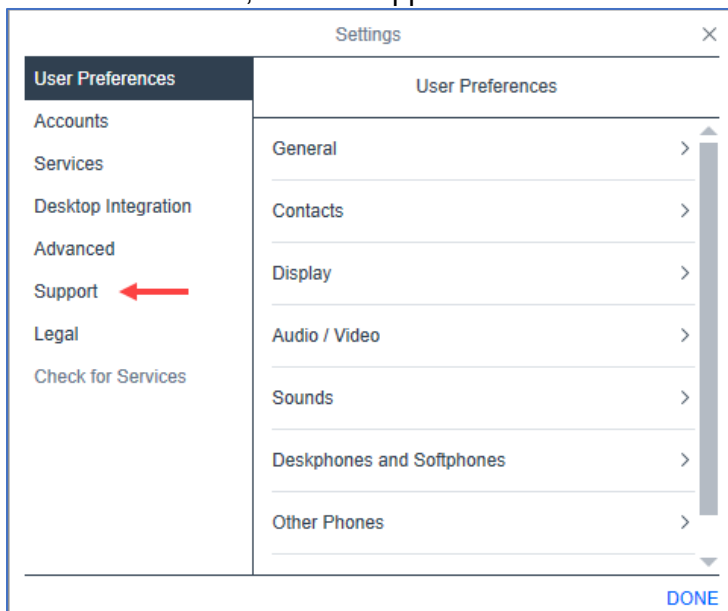 Settings
User Preferences
Accounts
Services
Desktop Integration
Advanced
Support
Legal
Check for Services
User Preferences
General
Contacts
Display
Audio / Video
Sounds
Deskphones and Softphones
Other Phones
DONE